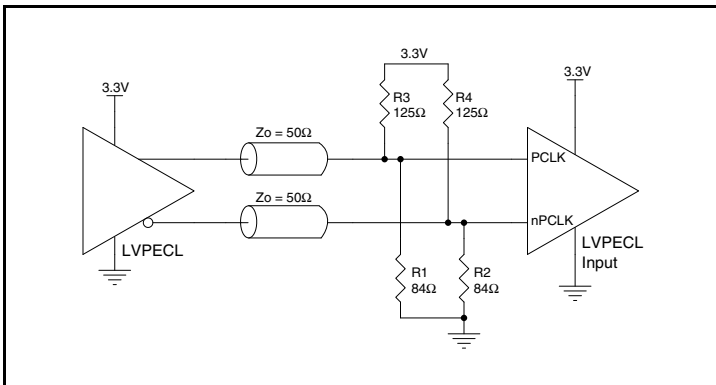 3.3V
3.3V
3.3V
R3
125Ω
R4
125Ω
Zo = 50Ω
PCLK
Zo = 50Ω
nPCLK
LVPECL
LVPECL
Input
R1
84Ω
R2
84Ω